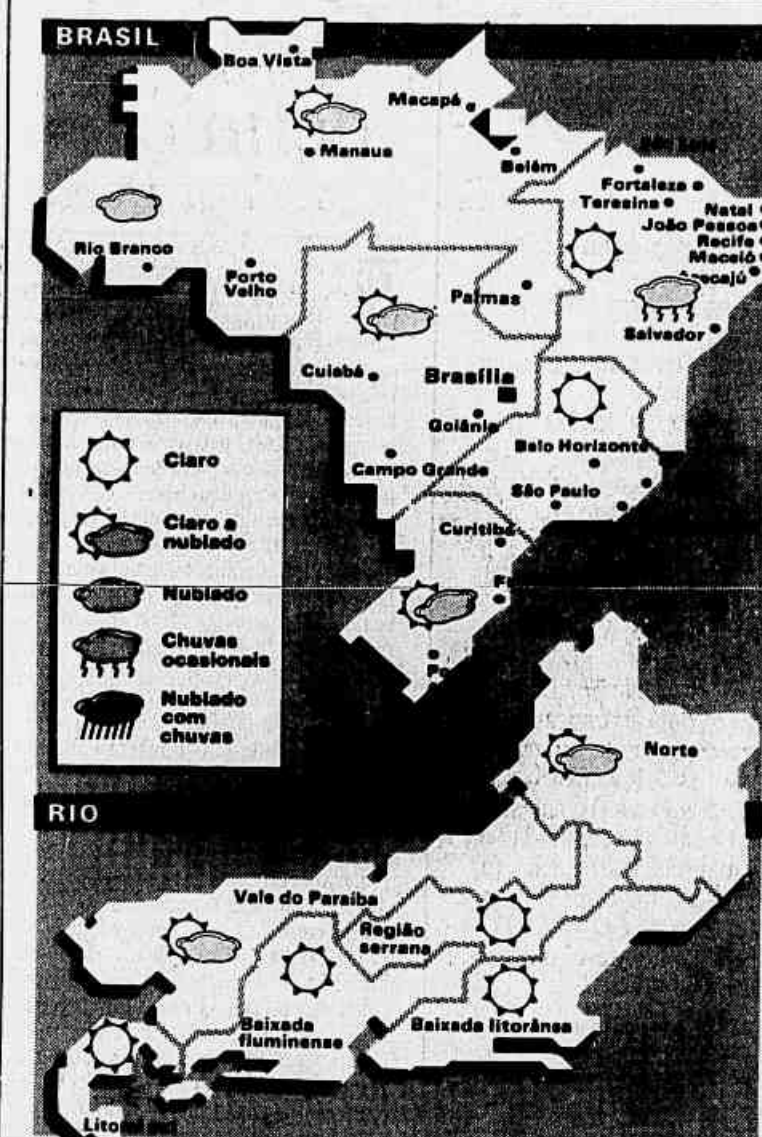 BRASIL
Boa Vista
Macapá
Manaus
Belém
Fortaleza
Teresina
Natal
João Pessoa
Recife
Maceió
Rio Branco
Porto
Velho
Palmas
Salvador
Cuiabá
Brasília
Goiânia
Belo Horizonte
Campo Grande
São Paulo
Curitiba
Claro
Claro a
nublado
Nublado
Chuvas
ocasionais
Nublado
com
chuvas
RIO
Norte
Vale do Paraíba
Região
serrana
Baixada
fluminense
Baixada litorânea